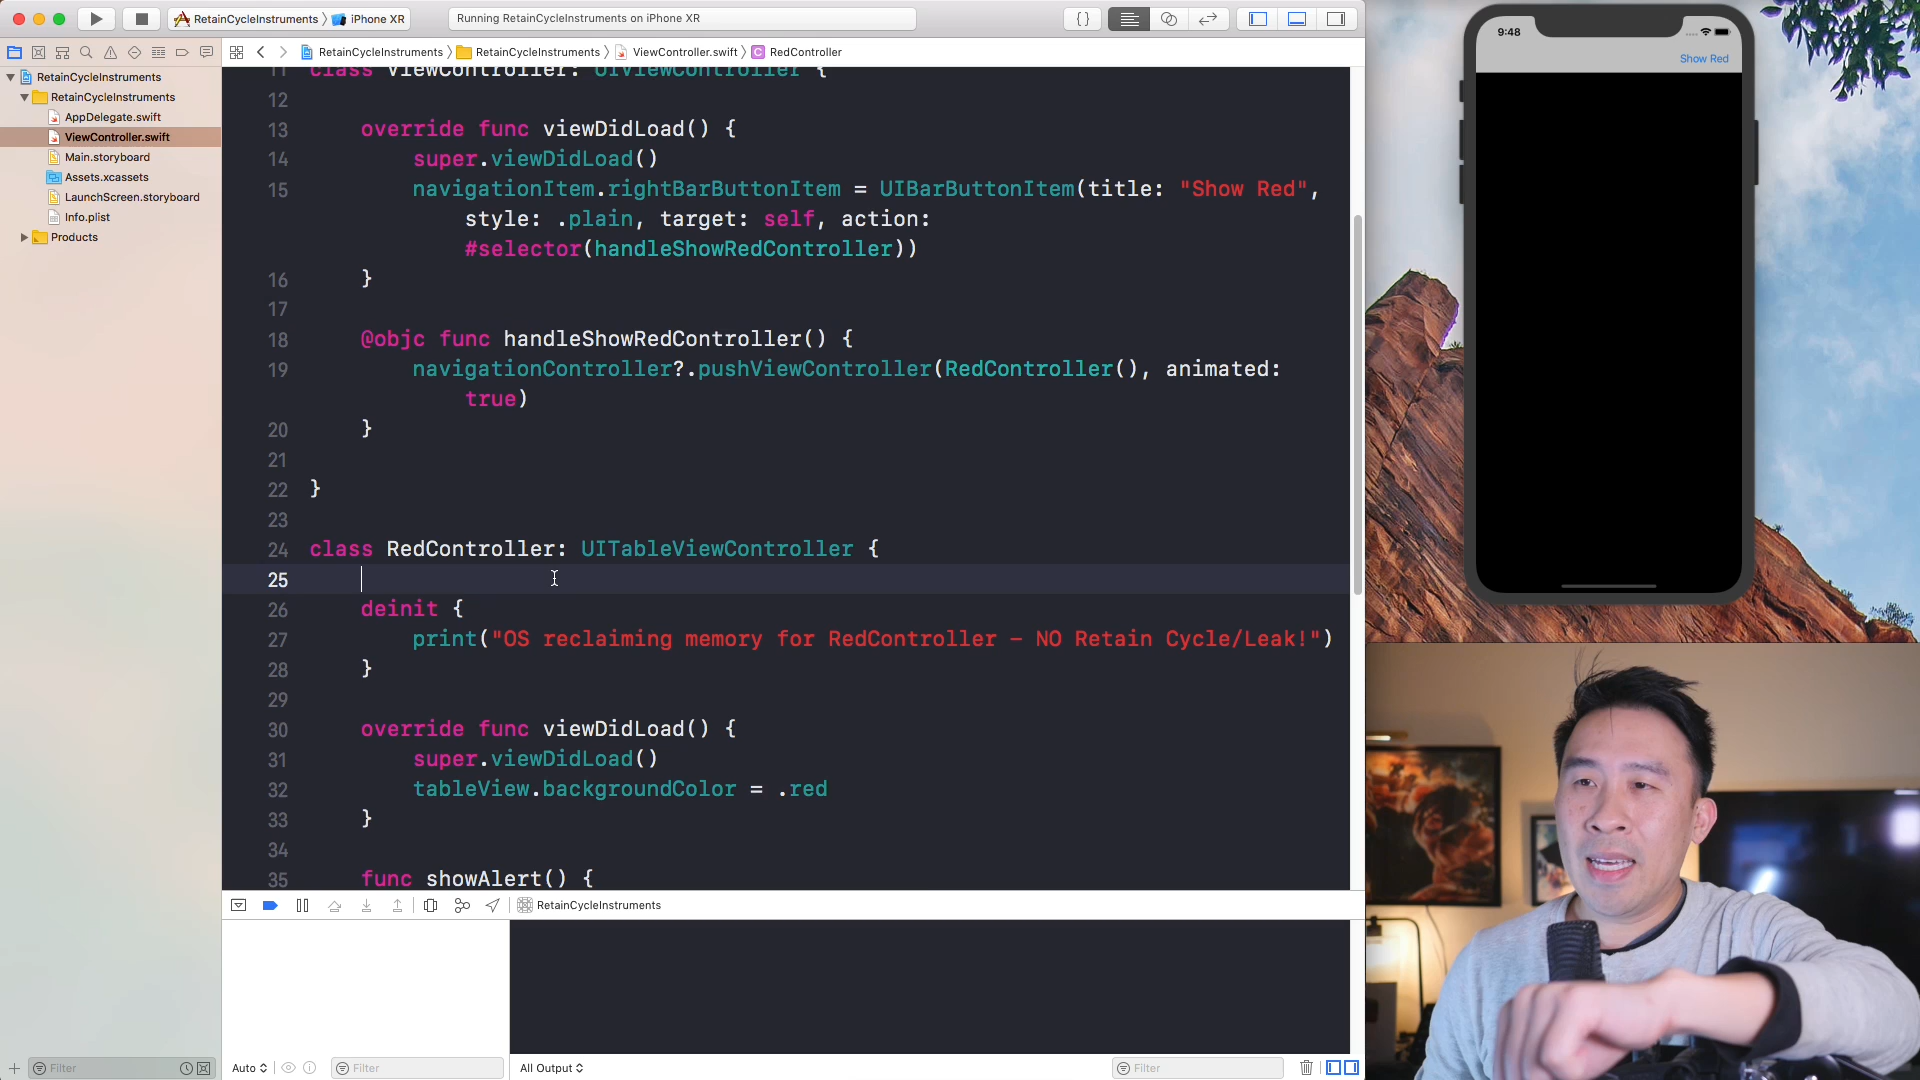 RetainCycleInstruments
iPhone XR
Running RetainCycleInstruments on iPhone XR
9:48
Show Red
RetainCycleInstruments
RetainCycleInstruments
ViewController.swift
C RedController
RetainCycleInstruments
RetainCycleInstruments
AppDelegate.swift
ViewController.swift
Main.storyboard
Assets.xcassets
LaunchScreen.storyboard
Info.plist
Products
11 class ViewController: UIViewController {
12
13 override func viewDidLoad() {
14 super.viewDidLoad()
15 navigationItem.rightBarButtonItem = UIBarButtonItem(title: "Show Red",
style: .plain, target: self, action:
#selector(handleShowRedController))
16 }
17
18 @objc func handleShowRedController() {
19 navigationController?.pushViewController(RedController(), animated:
true)
20 }
21
22 }
23
24 class RedController: UITableViewController {
25
26 deinit {
27 print("OS reclaiming memory for RedController — NO Retain Cycle/Leak!")
28 }
29
30 override func viewDidLoad() {
31 super.viewDidLoad()
32 tableView.backgroundColor = .red
33 }
34
35 func showAlert() {
RetainCycleInstruments
Filter
Auto
Filter
All Output
Filter